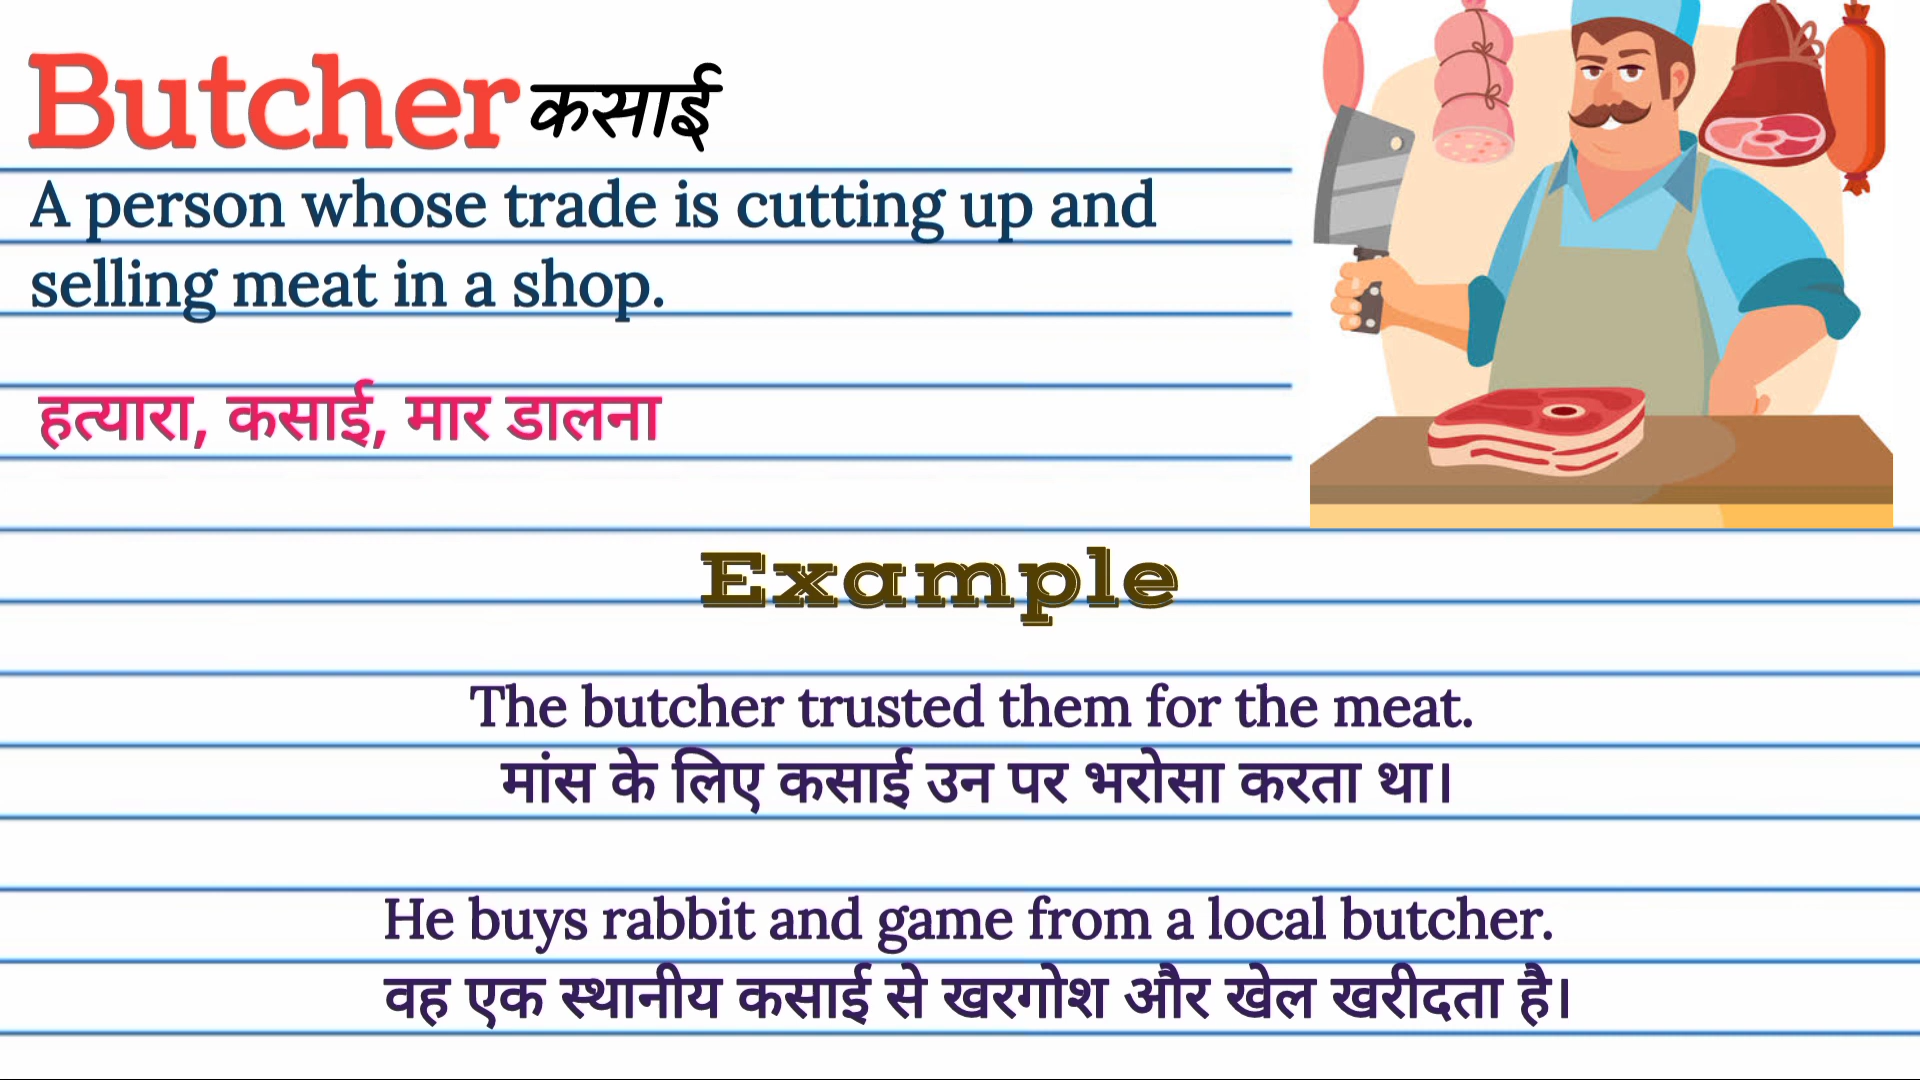 Butcher कसाई
A person whose trade is cutting up and
selling meat in a shop.
हत्यारा, कसाई, मार डालना
Example
The butcher trusted them for the meat.
मांस के लिए कसाई उन पर भरोसा करता था।
He buys rabbit and game from a local butcher.
वह एक स्थानीय कसाई से खरगोश और खेल खरीदता है।